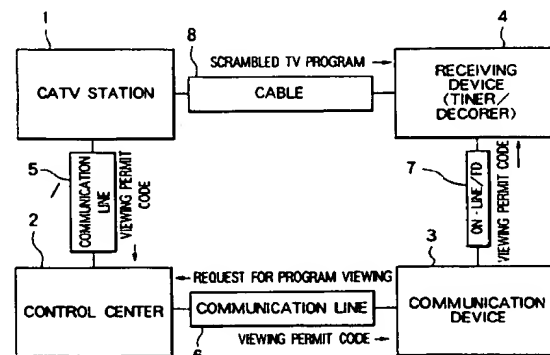 1
CATV STATION
8
SCRAMBLED TV PROGRAM →
CABLE
4
RECEIVING
DEVICE
(TINER/
DECORER)
5
COMMUNICATION
LINE
VIEWING PERMIT
CODE
7
ON-LINE/FD
VIEWING PERMIT CODE
2
CONTROL CENTER
← REQUEST FOR PROGRAM VIEWING
COMMUNICATION LINE
6
VIEWING PERMIT CODE →
3
COMMUNICATION
DEVICE